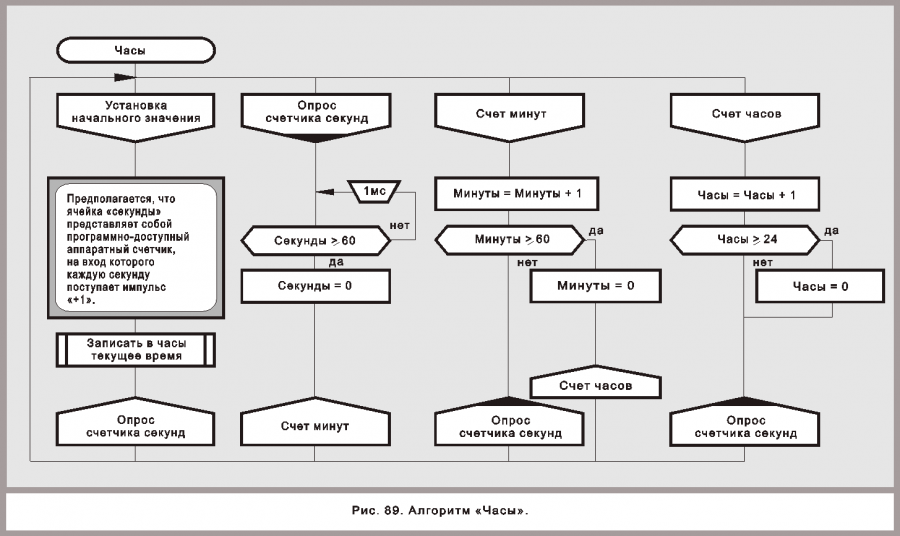 Часы
Установка
начального значения
Предполагается, что
ячейка «секунды»
представляет собой
программно-доступный
аппаратный счетчик,
на вход которого
каждую секунду
поступает импульс
«+1».
Записать в часы
текущее время
Опрос
счетчика секунд
Опрос
счетчика секунд
1мс
нет
Секунды ≥ 60
да
Секунды = 0
Счет минут
Счет минут
Минуты = Минуты + 1
да
Минуты ≥ 60
нет
Минуты = 0
Счет часов
Опрос
счетчика секунд
Счет часов
Часы = Часы + 1
да
Часы ≥ 24
нет
Часы = 0
Опрос
счетчика секунд
Рис. 89. Алгоритм «Часы».